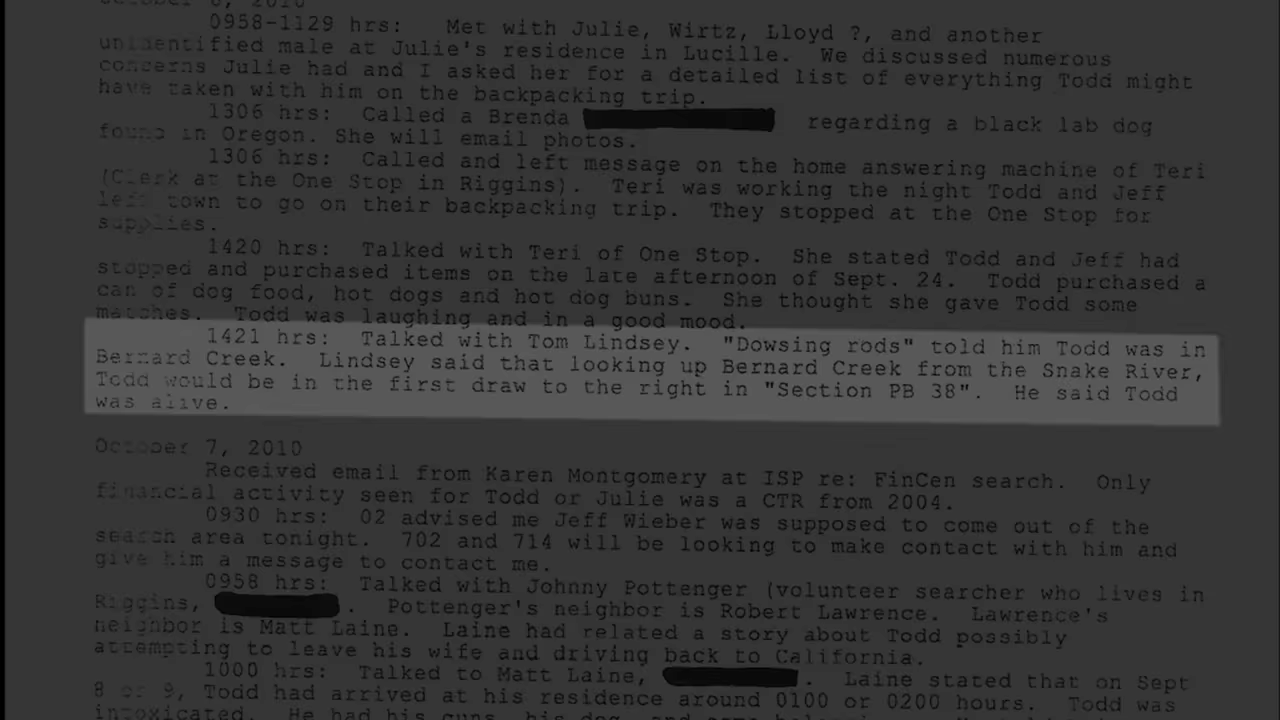 October 6, 2010
0958-1129 hrs: Met with Julie, Wirtz, Lloyd ?, and another
unidentified male at Julie's residence in Lucille. We discussed numerous
concerns Julie had and I asked her for a detailed list of everything Todd might
have taken with him on the backpacking trip.
1306 hrs: Called a Brenda regarding a black lab dog
found in Oregon. She will email photos.
1306 hrs: Called and left message on the home answering machine of Teri
(Clerk at the One Stop in Riggins). Teri was working the night Todd and Jeff
left town to go on their backpacking trip. They stopped at the One Stop for
supplies.
1420 hrs: Talked with Teri of One Stop. She stated Todd and Jeff had
stopped and purchased items on the late afternoon of Sept. 24. Todd purchased a
can of dog food, hot dogs and hot dog buns. She thought she gave Todd some
matches. Todd was laughing and in a good mood.
1421 hrs: Talked with Tom Lindsey. "Dowsing rods" told him Todd was in
Bernard Creek. Lindsey said that looking up Bernard Creek from the Snake River,
Todd would be in the first draw to the right in "Section PB 38". He said Todd
was alive.
October 7, 2010
Received email from Karen Montgomery at ISP re: FinCen search. Only
financial activity seen for Todd or Julie was a CTR from 2004.
0930 hrs: 02 advised me Jeff Wieber was supposed to come out of the
search area tonight. 702 and 714 will be looking to make contact with him and
give him a message to contact me.
0958 hrs: Talked with Johnny Pottenger (volunteer searcher who lives in
Riggins, . Pottenger's neighbor is Robert Lawrence. Lawrence's
neighbor is Matt Laine. Laine had related a story about Todd possibly
attempting to leave his wife and driving back to California.
1000 hrs: Talked to Matt Laine, . Laine stated that on Sept
8 or 9, Todd had arrived at his residence around 0100 or 0200 hours. Todd was
intoxicated. He had his guns, his dog, and some